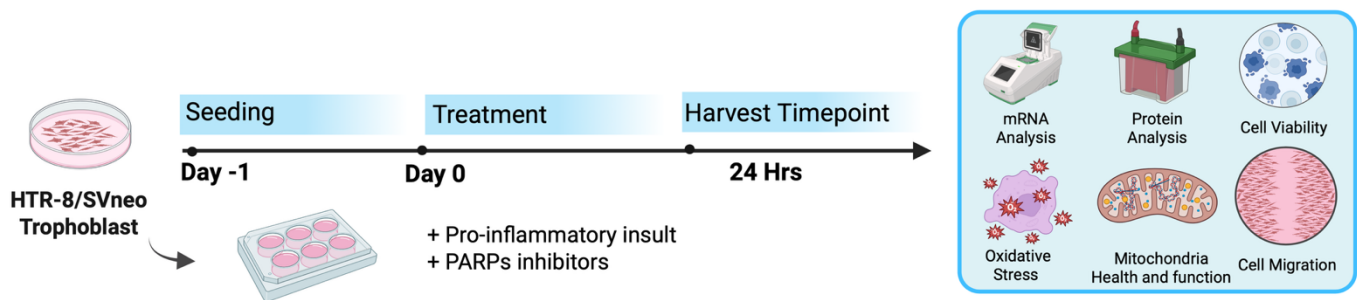 Seeding
Treatment
Harvest Timepoint
Day -1
Day 0
24 Hrs
HTR-8/SVneo
Trophoblast
+ Pro-inflammatory insult
+ PARPs inhibitors
mRNA
Analysis
Protein
Analysis
Cell Viability
Oxidative
Stress
Mitochondria
Health and function
Cell Migration